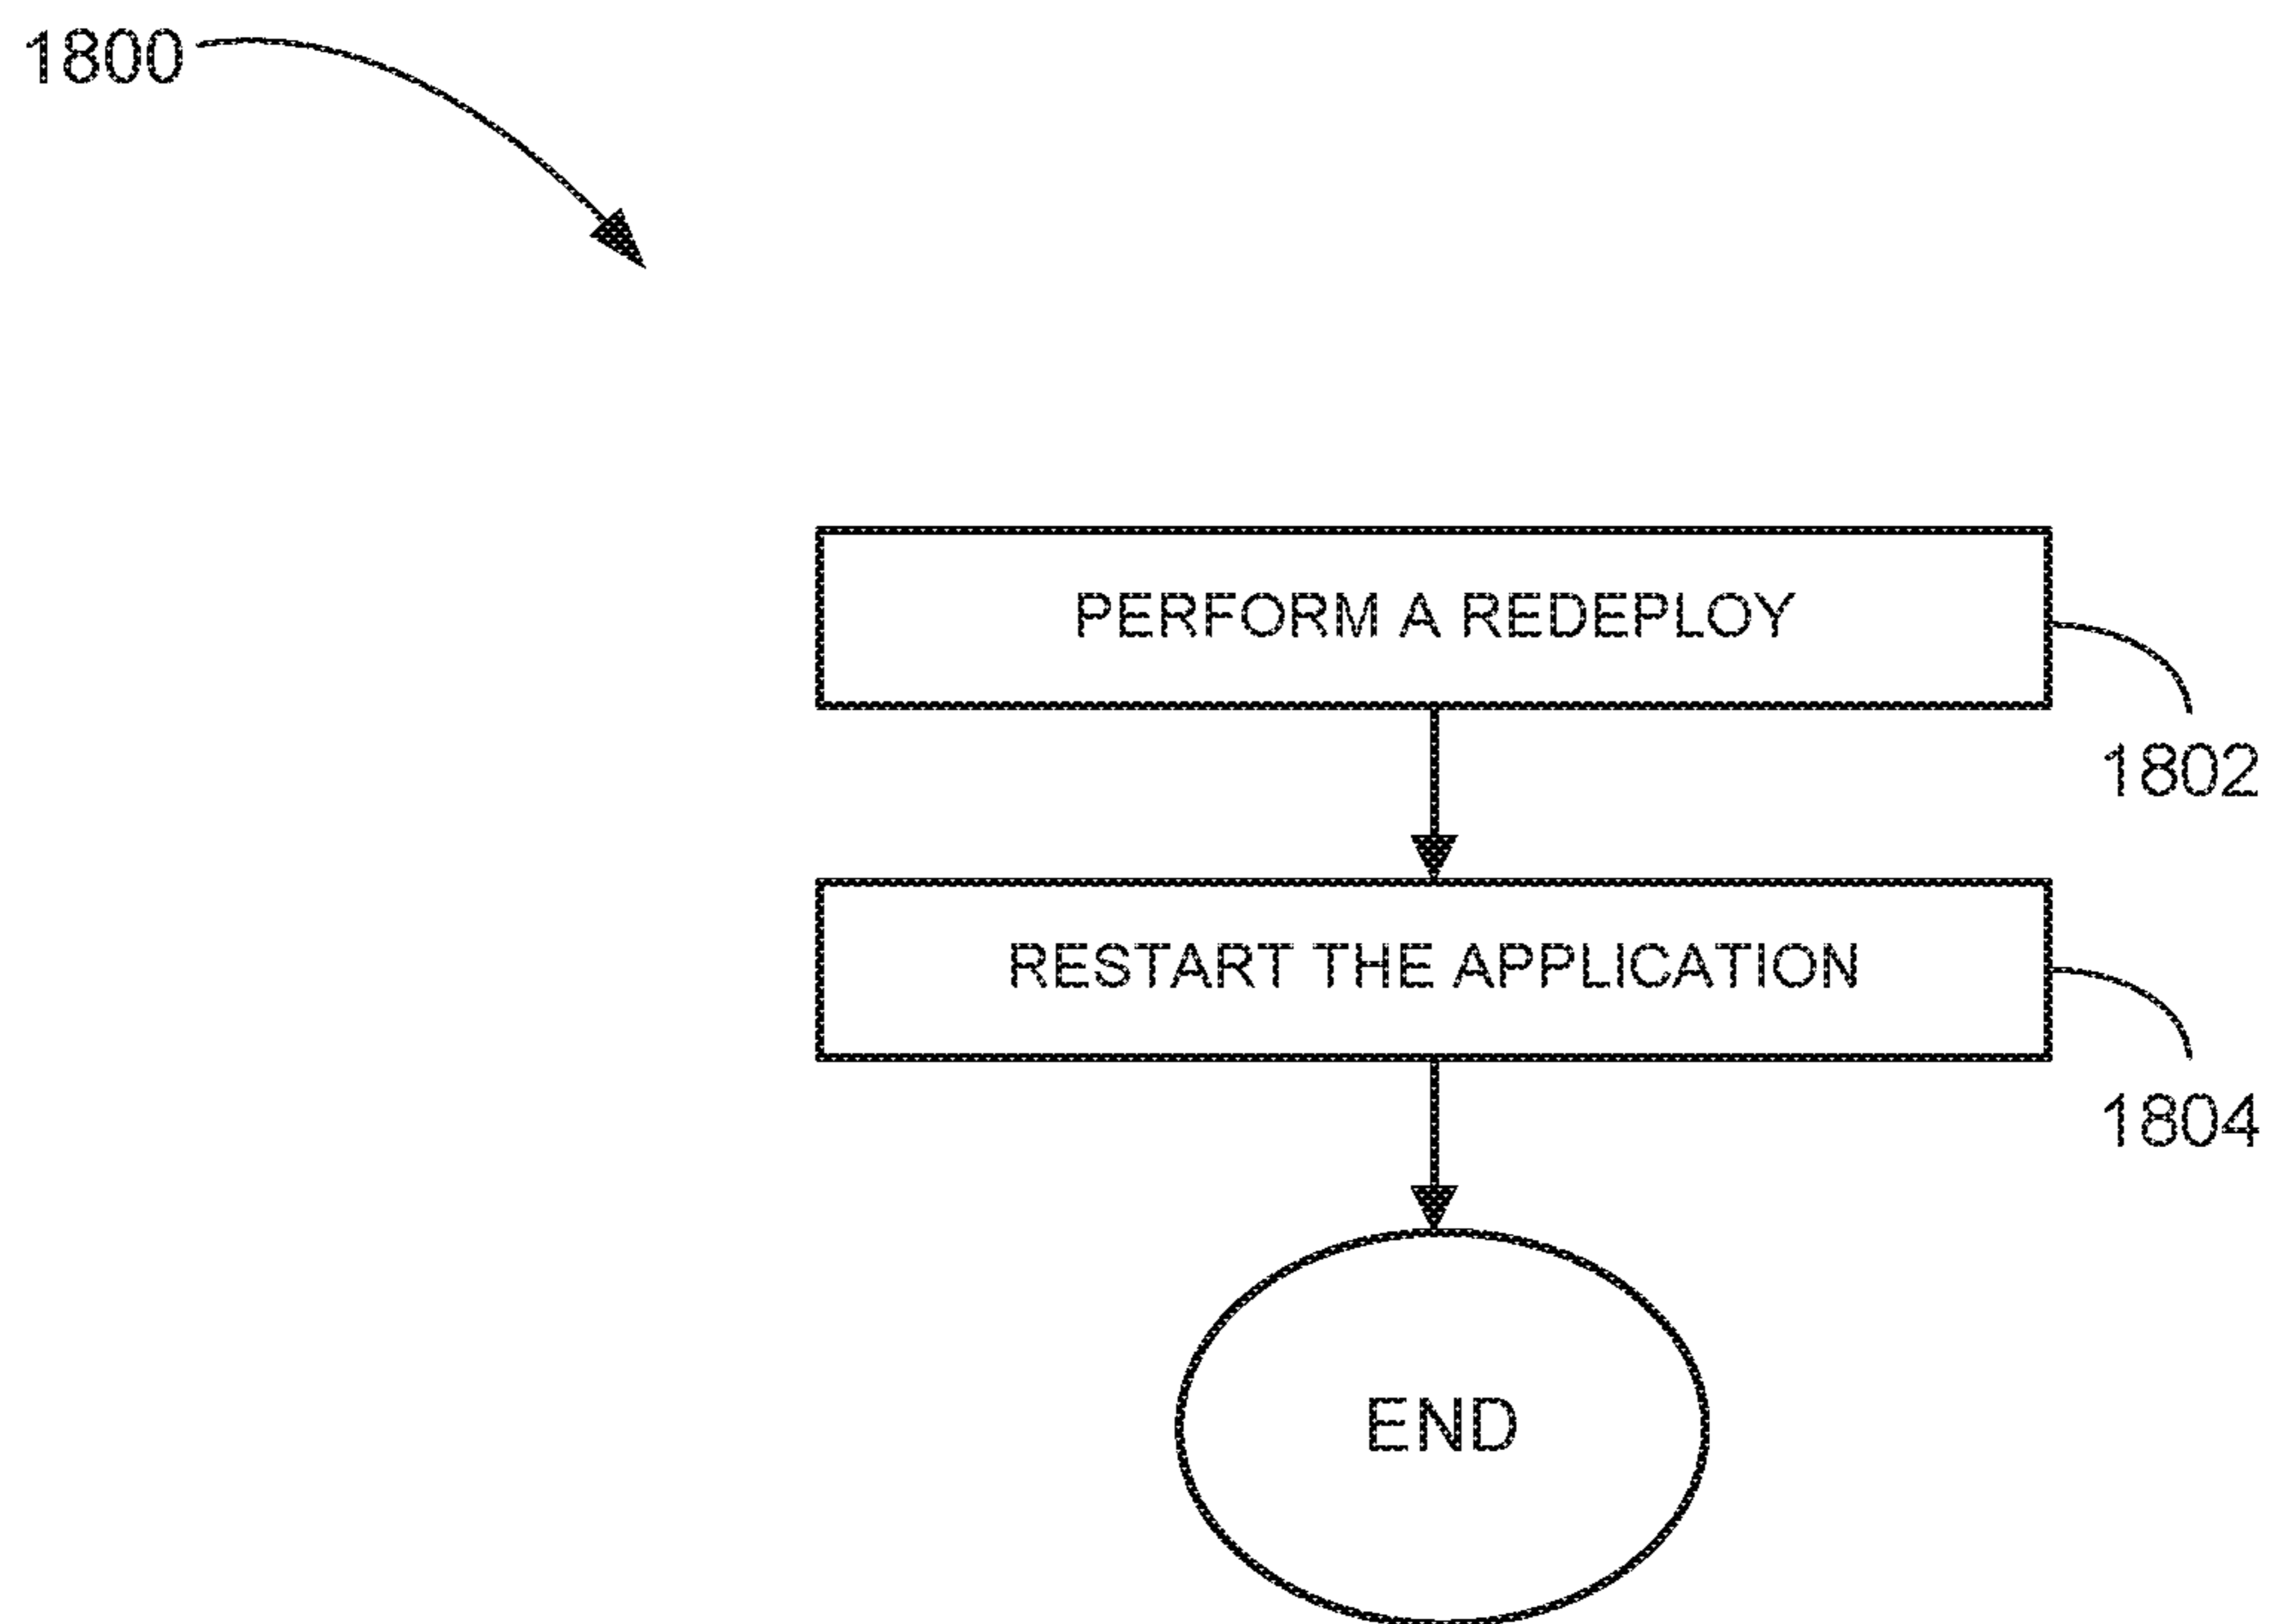 1800
PERFORM A REDEPLOY
1802
RESTART THE APPLICATION
1804
END